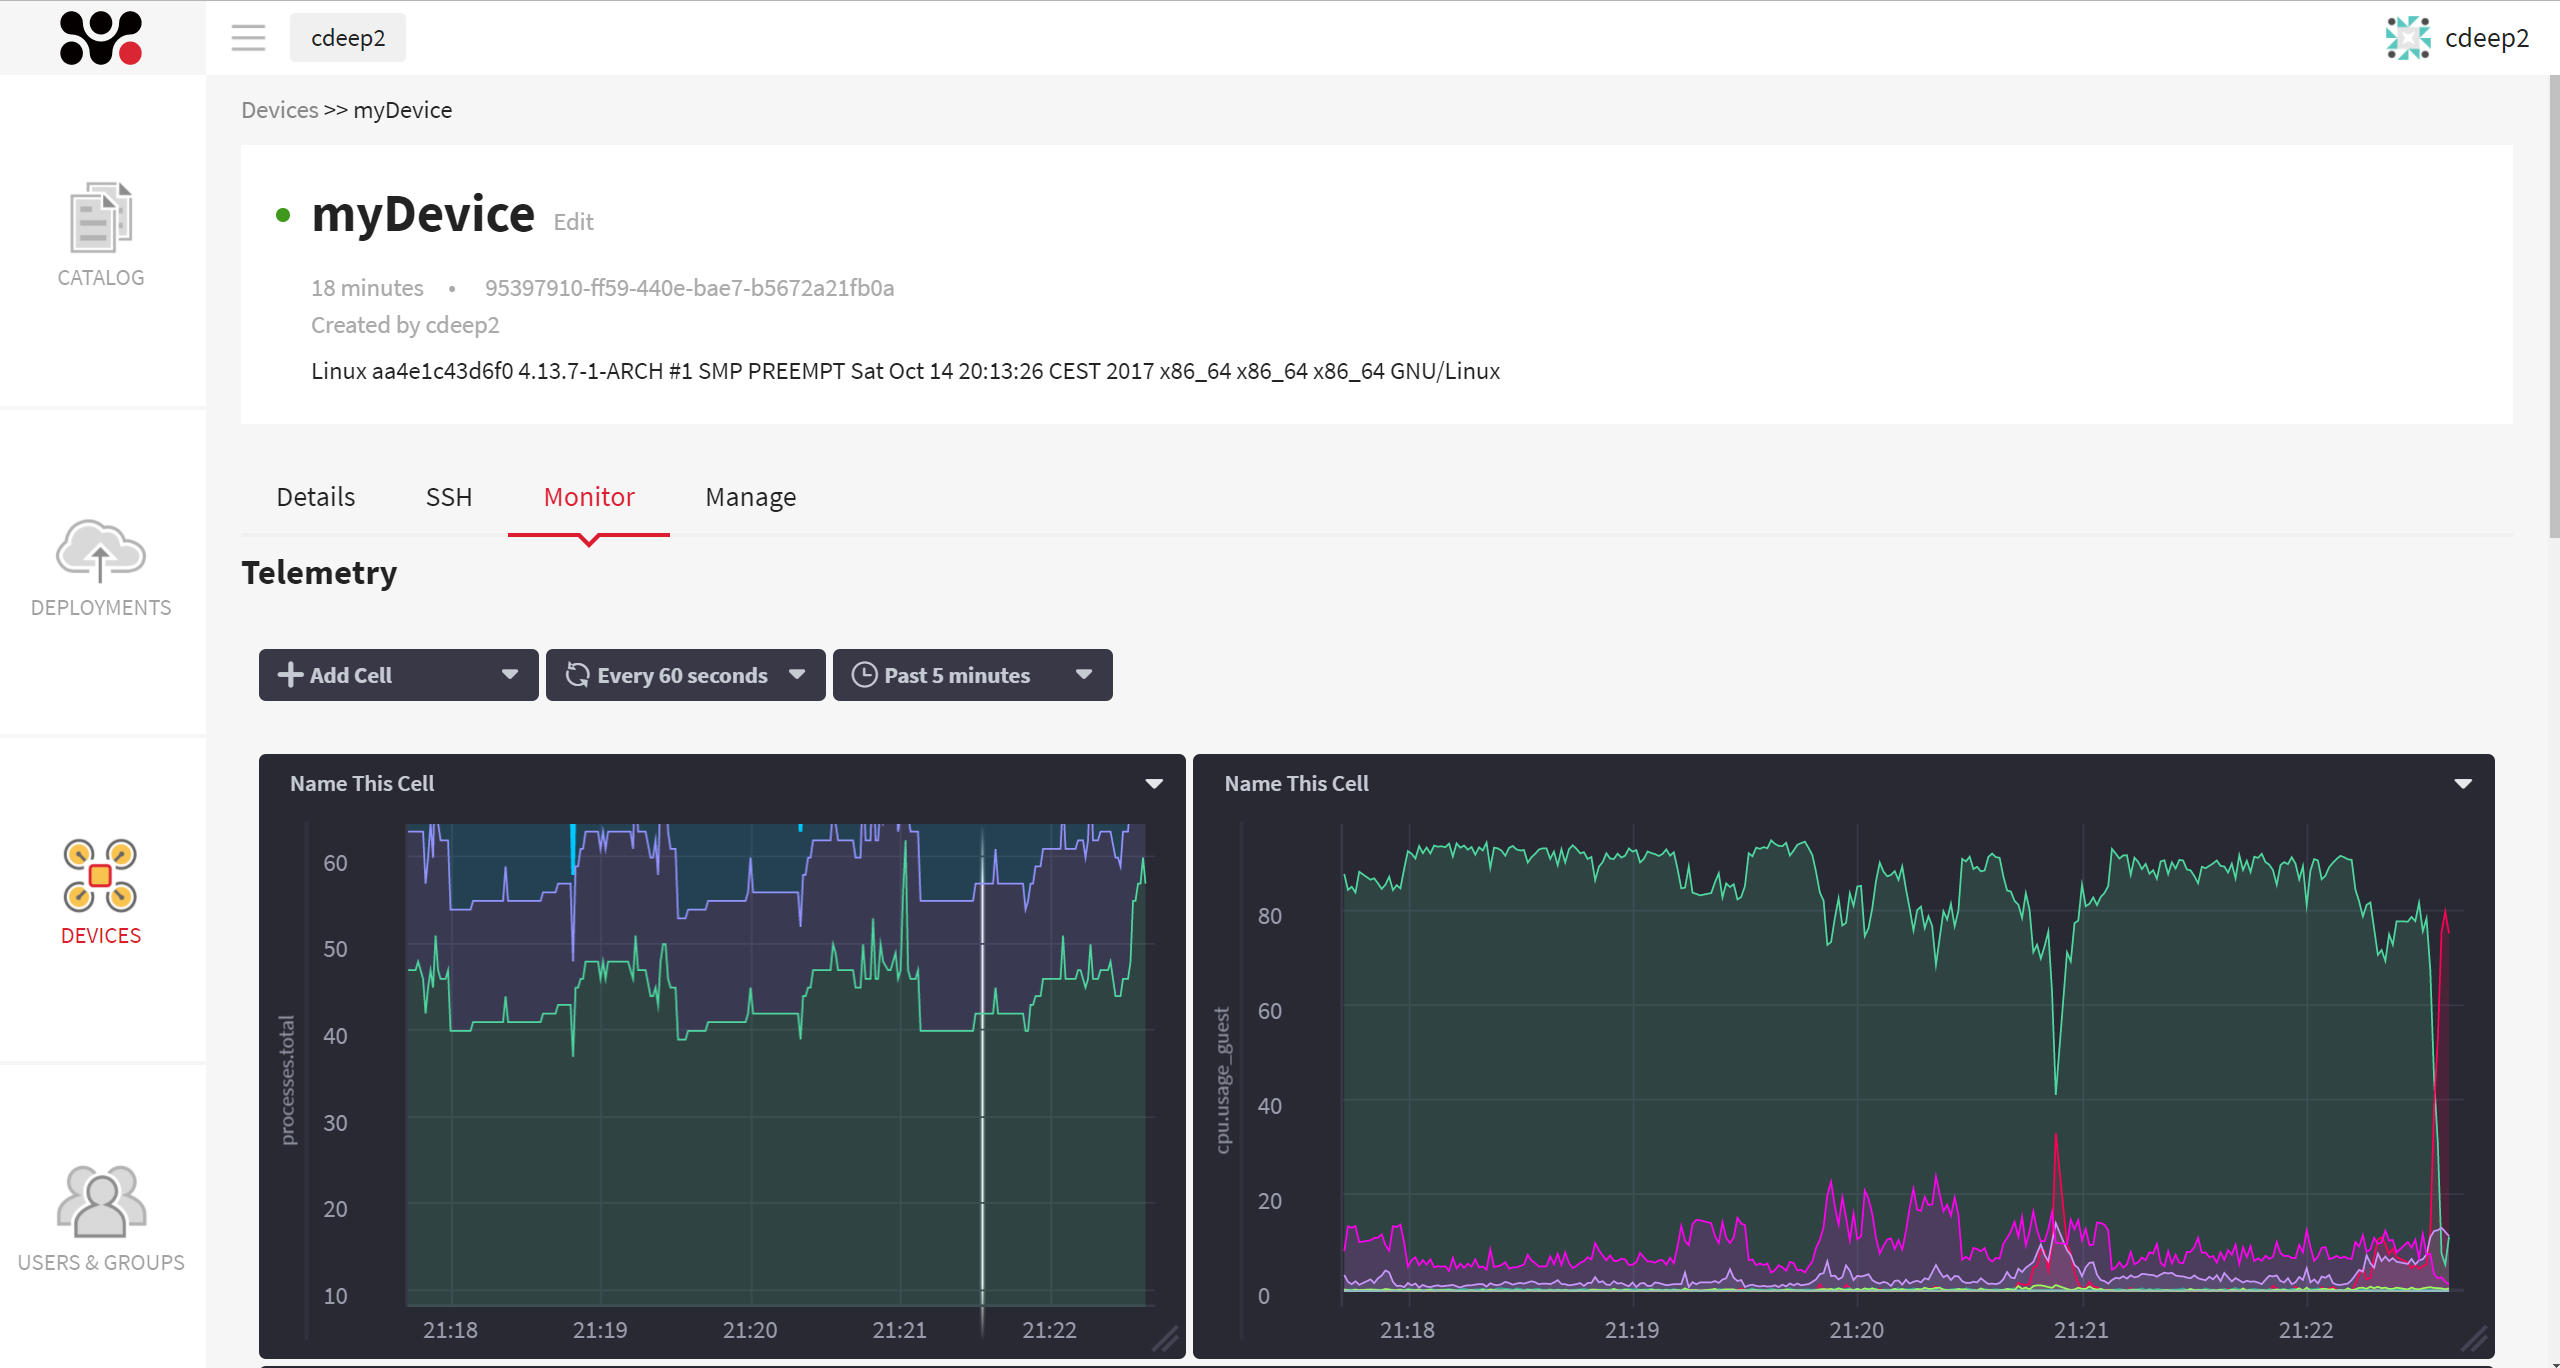 cdeep2
cdeep2
Devices >> myDevice
myDevice Edit
18 minutes • 95397910-ff59-440e-bae7-b5672a21fb0a
Created by cdeep2
Linux aa4e1c43d6f0 4.13.7-1-ARCH #1 SMP PREEMPT Sat Oct 14 20:13:26 CEST 2017 x86_64 x86_64 x86_64 GNU/Linux
CATALOG
DEPLOYMENTS
DEVICES
USERS & GROUPS
Details SSH Monitor Manage
Telemetry
Add Cell Every 60 seconds Past 5 minutes
Name This Cell
processes.total
60
50
40
30
20
10
21:18 21:19 21:20 21:21 21:22
Name This Cell
cpu.usage_guest
80
60
40
20
0
21:18 21:19 21:20 21:21 21:22